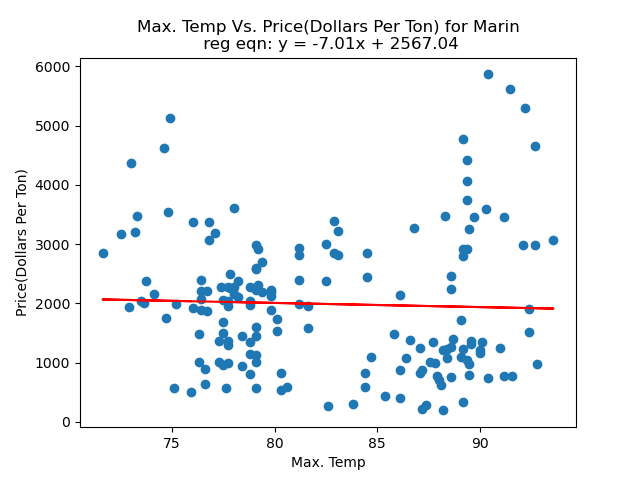 Max. Temp Vs. Price(Dollars Per Ton) for Marin
reg eqn: y = -7.01x + 2567.04
6000
5000
4000
3000
2000
1000
0
Price(Dollars Per Ton)
75 80 85 90
Max. Temp